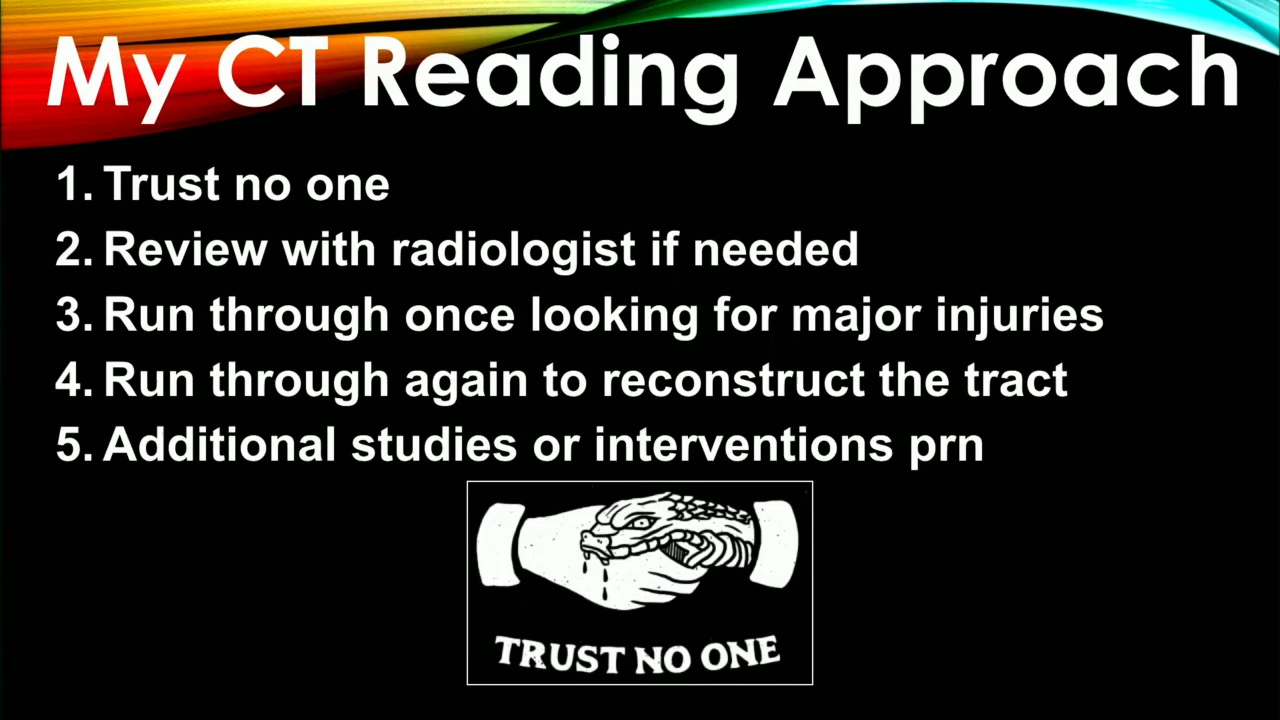 My CT Reading Approach
1. Trust no one
2. Review with radiologist if needed
3. Run through once looking for major injuries
4. Run through again to reconstruct the tract
5. Additional studies or interventions prn
TRUST NO ONE